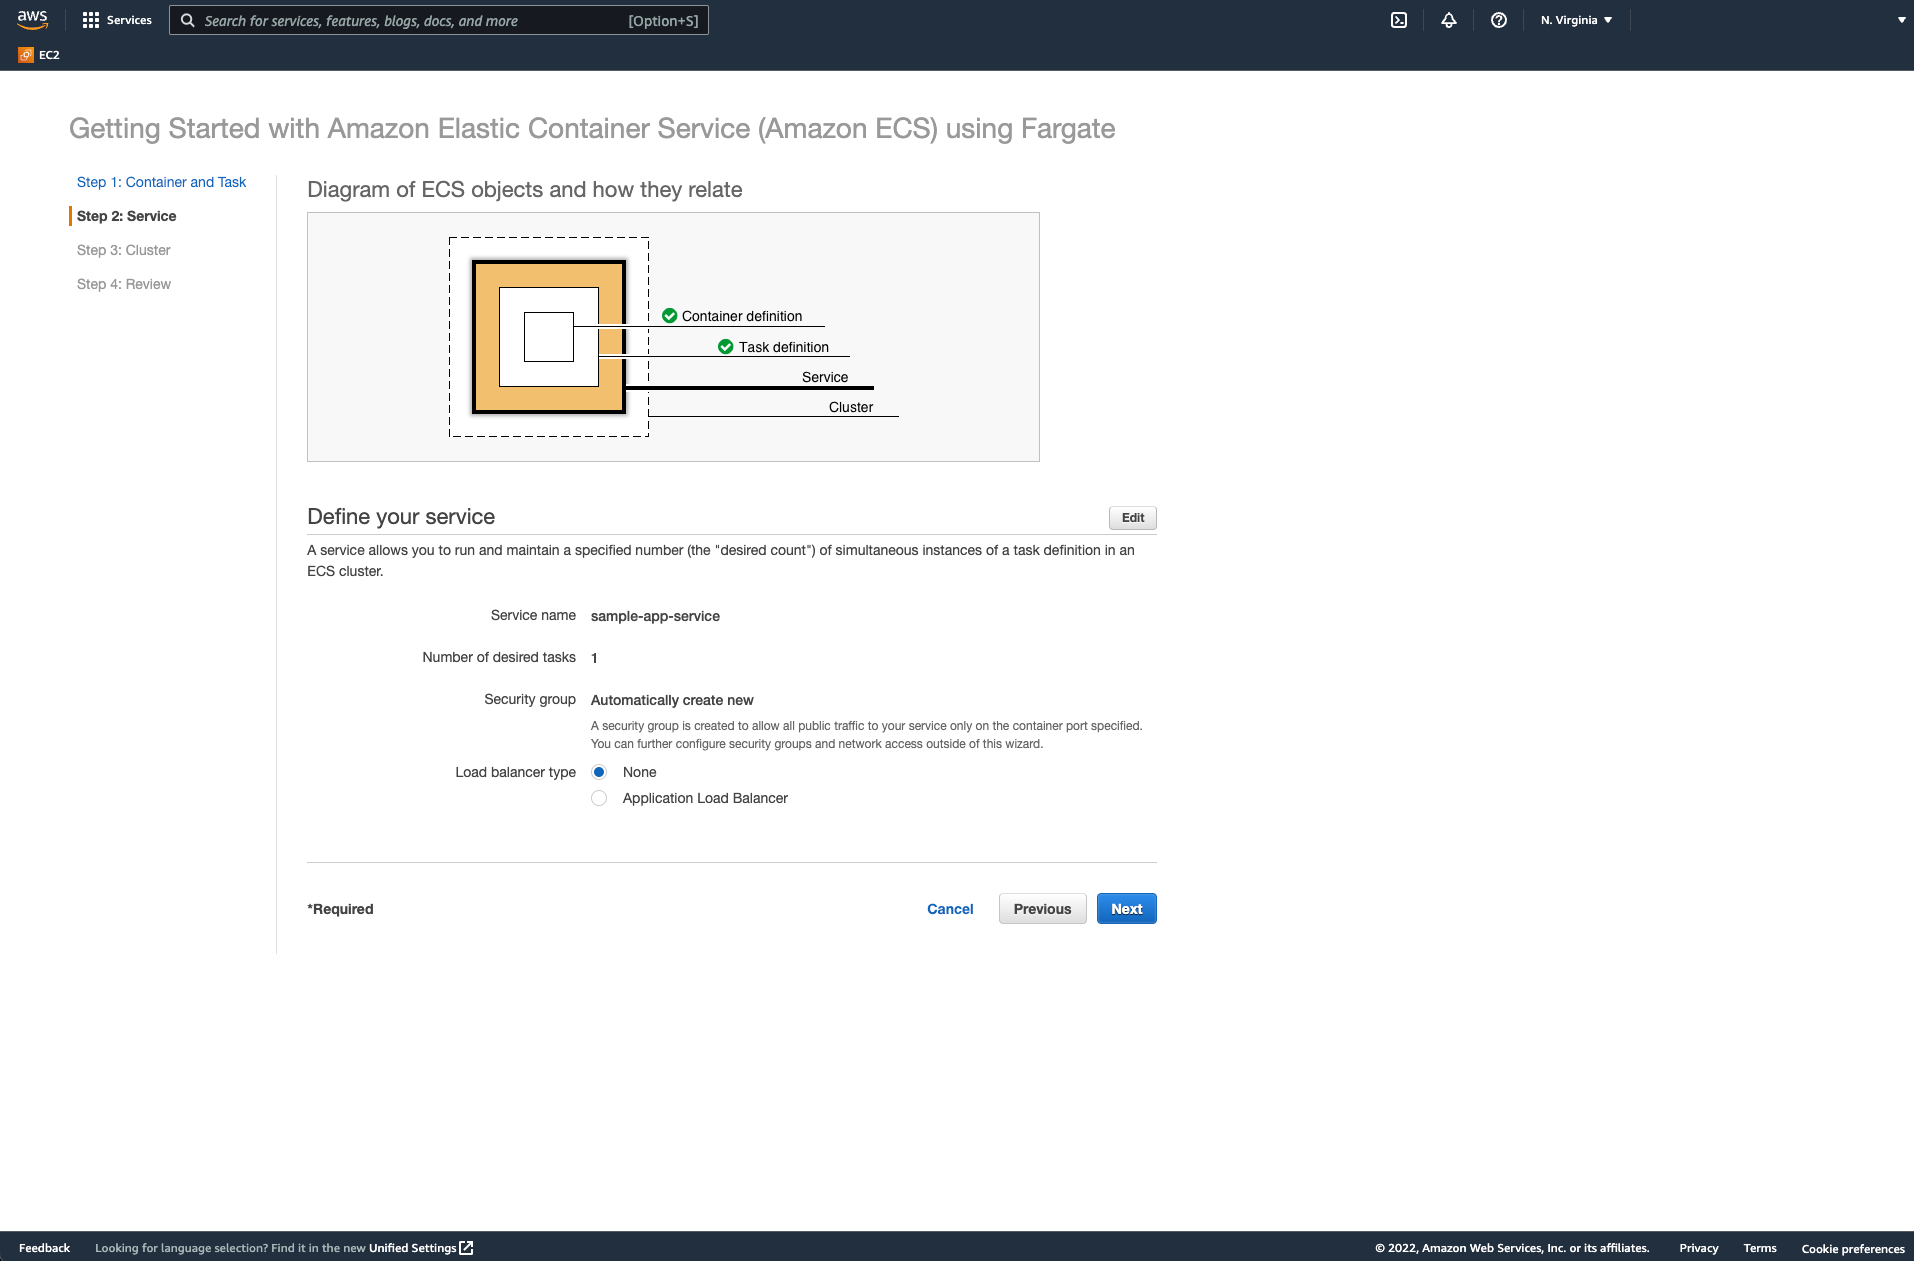 aws
Services
Search for services, features, blogs, docs, and more
[Option+S]
N. Virginia
EC2
Getting Started with Amazon Elastic Container Service (Amazon ECS) using Fargate
Step 1: Container and Task
Step 2: Service
Step 3: Cluster
Step 4: Review
Diagram of ECS objects and how they relate
Container definition
Task definition
Service
Cluster
Define your service
Edit
A service allows you to run and maintain a specified number (the "desired count") of simultaneous instances of a task definition in an
ECS cluster.
Service name sample-app-service
Number of desired tasks 1
Security group Automatically create new
A security group is created to allow all public traffic to your service only on the container port specified.
You can further configure security groups and network access outside of this wizard.
Load balancer type None
Application Load Balancer
*Required
Cancel
Previous
Next
Feedback
Looking for language selection? Find it in the new Unified Settings
© 2022, Amazon Web Services, Inc. or its affiliates.
Privacy
Terms
Cookie preferences